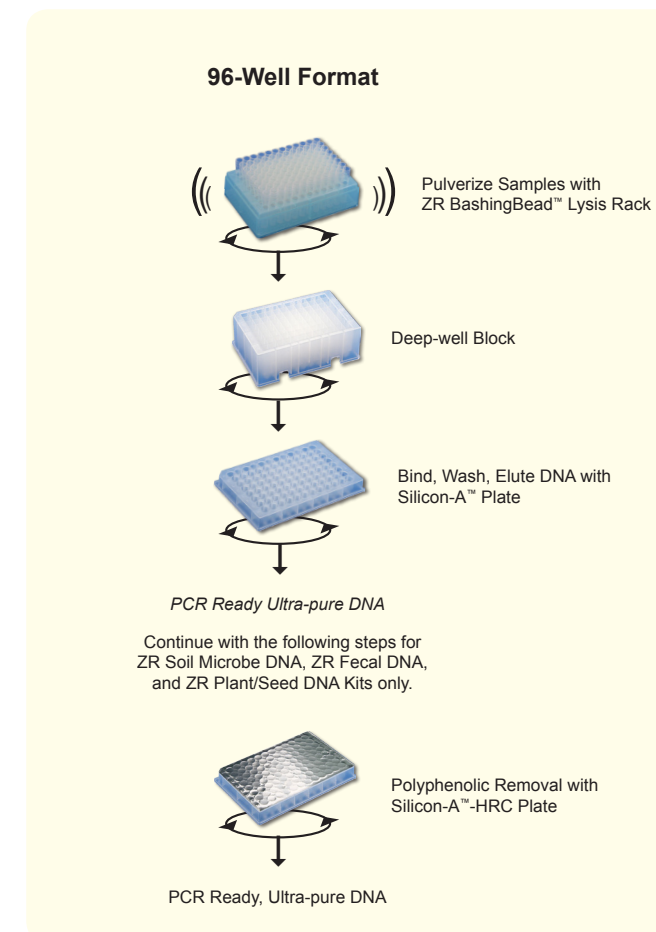 96-Well Format
Pulverize Samples with
ZR BashingBead™ Lysis Rack
Deep-well Block
Bind, Wash, Elute DNA with
Silicon-A™ Plate
PCR Ready Ultra-pure DNA
Continue with the following steps for
ZR Soil Microbe DNA, ZR Fecal DNA,
and ZR Plant/Seed DNA Kits only.
Polyphenolic Removal with
Silicon-A™-HRC Plate
PCR Ready, Ultra-pure DNA